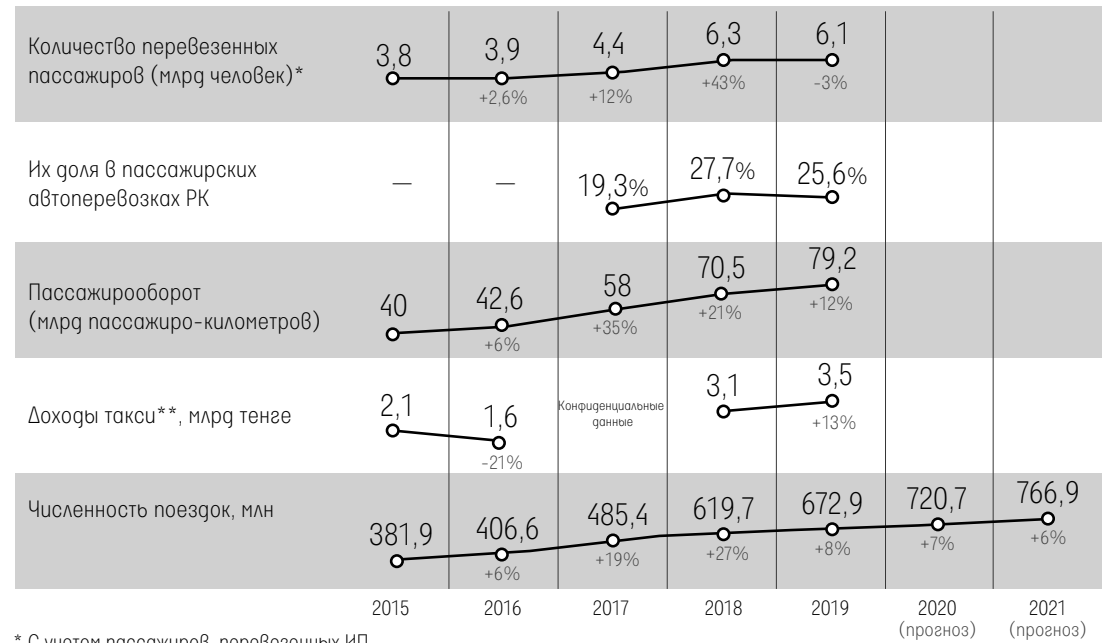 Количество перевезенных
пассажиров (млрд человек)*
3,8 3,9 4,4 6,3 6,1
+2,6% +12% +43% -3%
Их доля в пассажирских
автоперевозках РК
— — 19,3% 27,7% 25,6%
Пассажирооборот
(млрд пассажиро-километров)
40 42,6 58 70,5 79,2
+6% +35% +21% +12%
Доходы такси**, млрд тенге
2,1 1,6 Конфиденциальные 3,1 3,5
данные
-21% +13%
Численность поездок, млн
381,9 406,6 485,4 619,7 672,9 720,7 766,9
+6% +19% +27% +8% +7% +6%
2015 2016 2017 2018 2019 2020 2021
(прогноз) (прогноз)
* С учетом пассажиров, перевезенных ИП